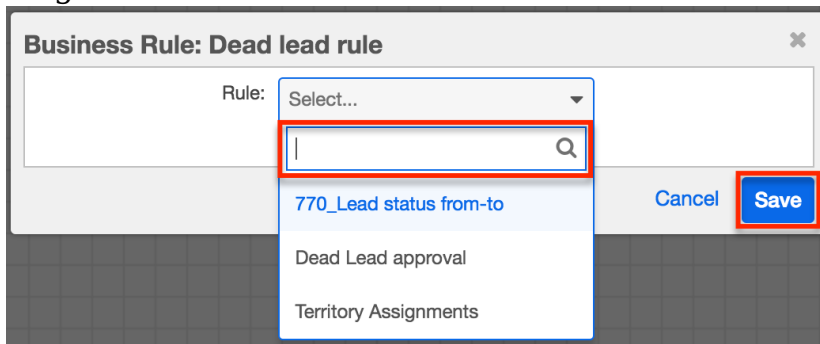 Business Rule: Dead lead rule
Rule: Select...
770_Lead status from-to
Cancel Save
Dead Lead approval
Territory Assignments